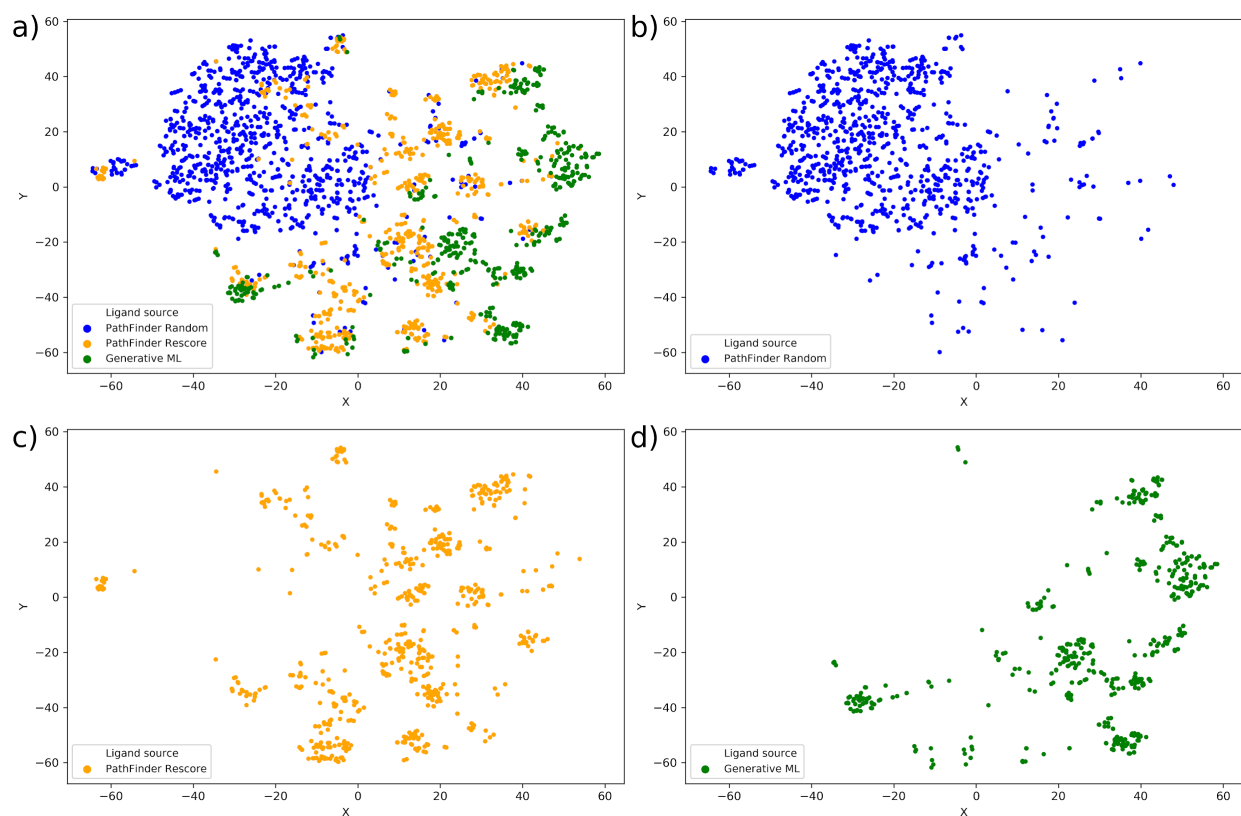 a)
60
40
20
0
−20
−40
−60
Y
−60
−40
−20
0
20
40
60
X
Ligand source
PathFinder Random
PathFinder Rescore
Generative ML
b)
60
40
20
0
−20
−40
−60
Y
−60
−40
−20
0
20
40
60
X
Ligand source
PathFinder Random
c)
60
40
20
0
−20
−40
−60
Y
−60
−40
−20
0
20
40
60
X
Ligand source
PathFinder Rescore
d)
60
40
20
0
−20
−40
−60
Y
−60
−40
−20
0
20
40
60
X
Ligand source
Generative ML